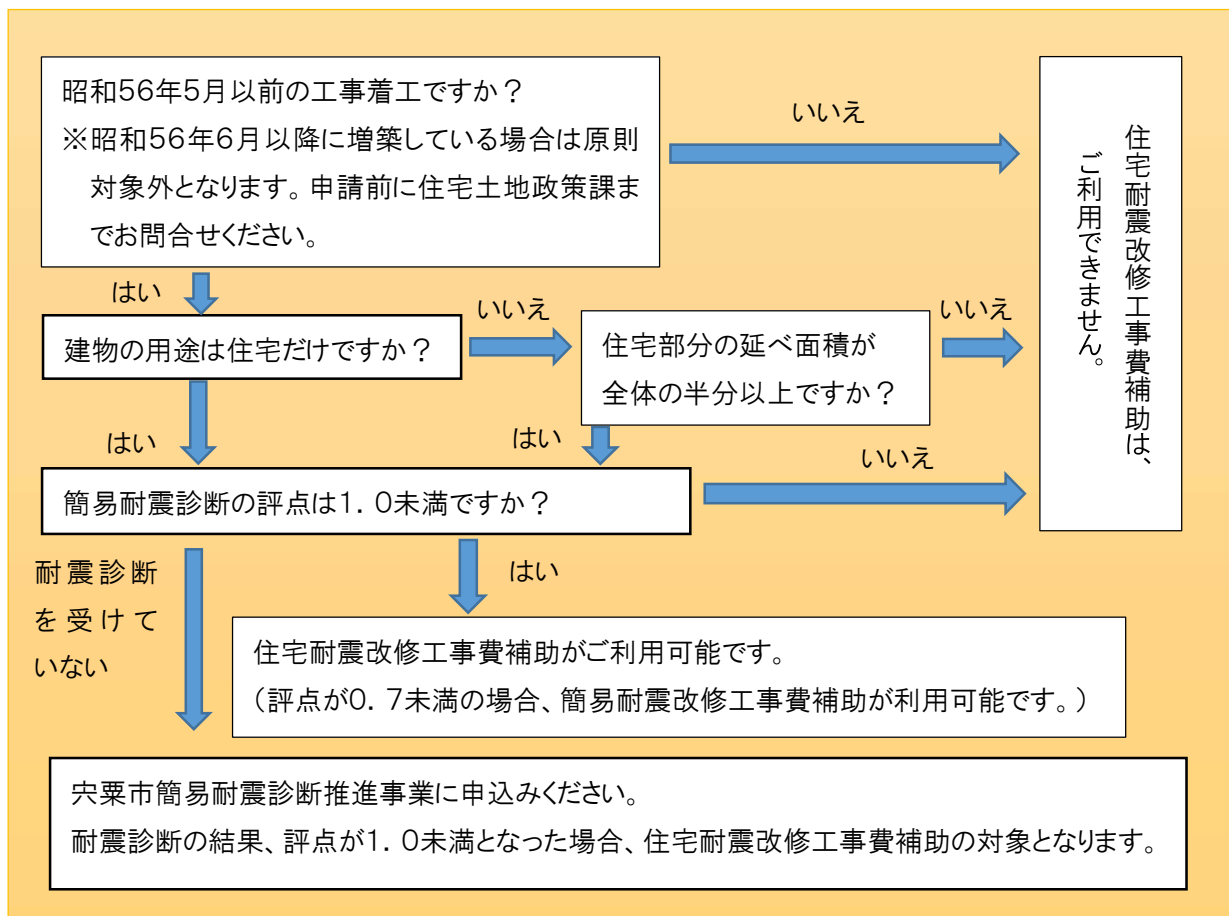 昭和56年5月以前の工事着工ですか？
※昭和56年6月以降に増築している場合は原則
対象外となります。申請前に住宅土地政策課ま
でお問合せください。
いいえ
住宅耐震改修工事費補助は、
ご利用できません。
はい
建物の用途は住宅だけですか？
いいえ
住宅部分の延べ面積が
全体の半分以上ですか？
いいえ
はい
はい
簡易耐震診断の評点は1．0未満ですか？
いいえ
耐震診断
を受けて
いない
はい
住宅耐震改修工事費補助がご利用可能です。
（評点が0．7未満の場合、簡易耐震改修工事費補助が利用可能です。）
宍粟市簡易耐震診断推進事業に申込みください。
耐震診断の結果、評点が1．0未満となった場合、住宅耐震改修工事費補助の対象となります。